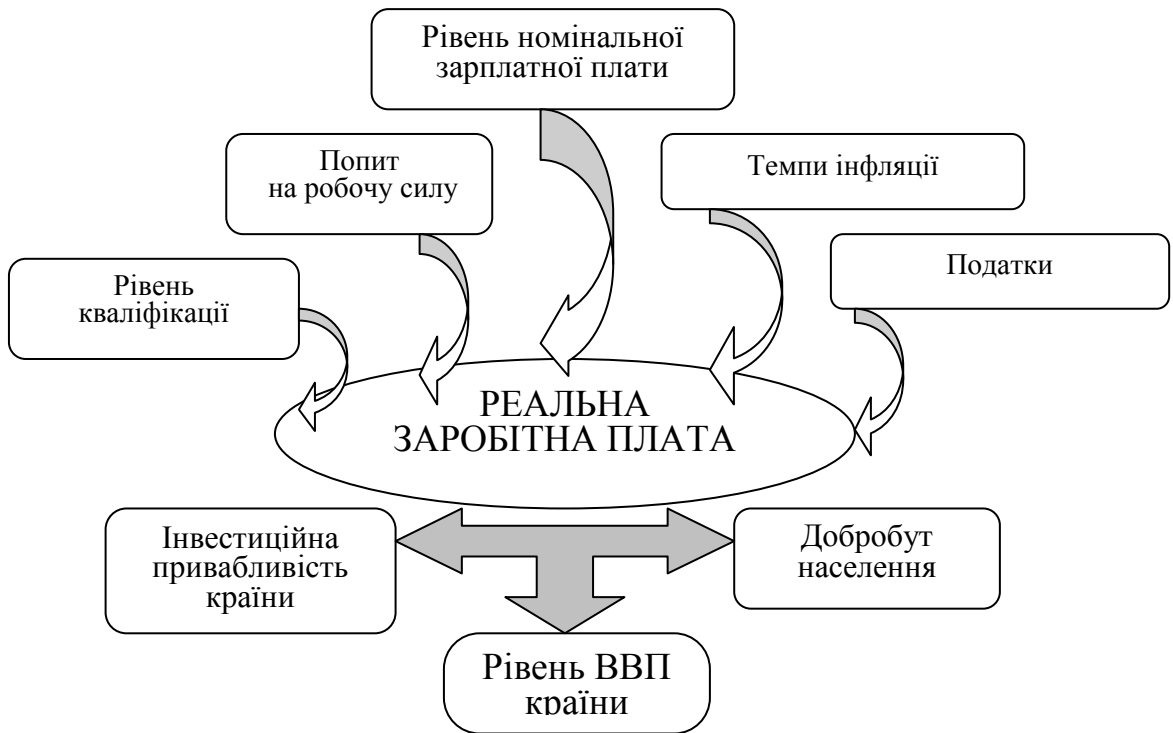 Рівень номінальної
зарплатної плати
Попит
на робочу силу
Темпи інфляції
Рівень
кваліфікації
Податки
РЕАЛЬНА
ЗАРОБІТНА ПЛАТА
Інвестиційна
привабливість
країни
Добробут
населення
Рівень ВВП
країни